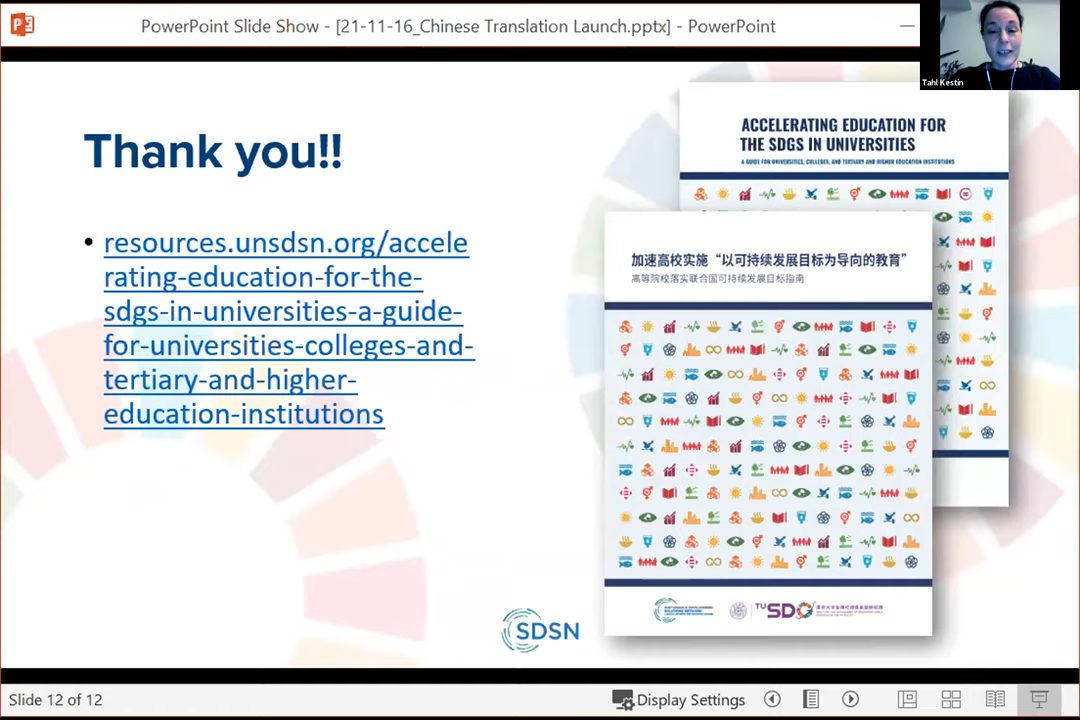 PowerPoint Slide Show - [21-11-16_Chinese Translation Launch.pptx] - PowerPoint
Tahl Kestin
Thank you!!
• resources.unsdsn.org/accele
rating-education-for-the-
sdgs-in-universities-a-guide-
for-universities-colleges-and-
tertiary-and-higher-
education-institutions
ACCELERATING EDUCATION FOR
THE SDGS IN UNIVERSITIES
A GUIDE FOR UNIVERSITIES, COLLEGES, AND TERTIARY AND HIGHER EDUCATION INSTITUTIONS
加速高校实施“以可持续发展目标为导向的教育”
高等院校落实联合国可持续发展目标指南
TUSDG
SDSN
Slide 12 of 12
Display Settings